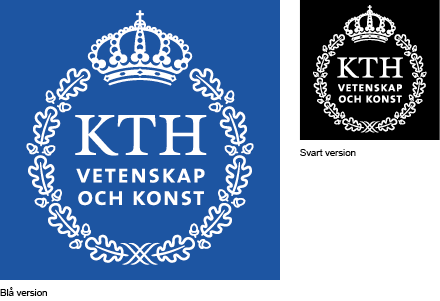 KTH
VETENSKAP
OCH KONST
Blå version
KTH
VETENSKAP
OCH KONST
Svart version